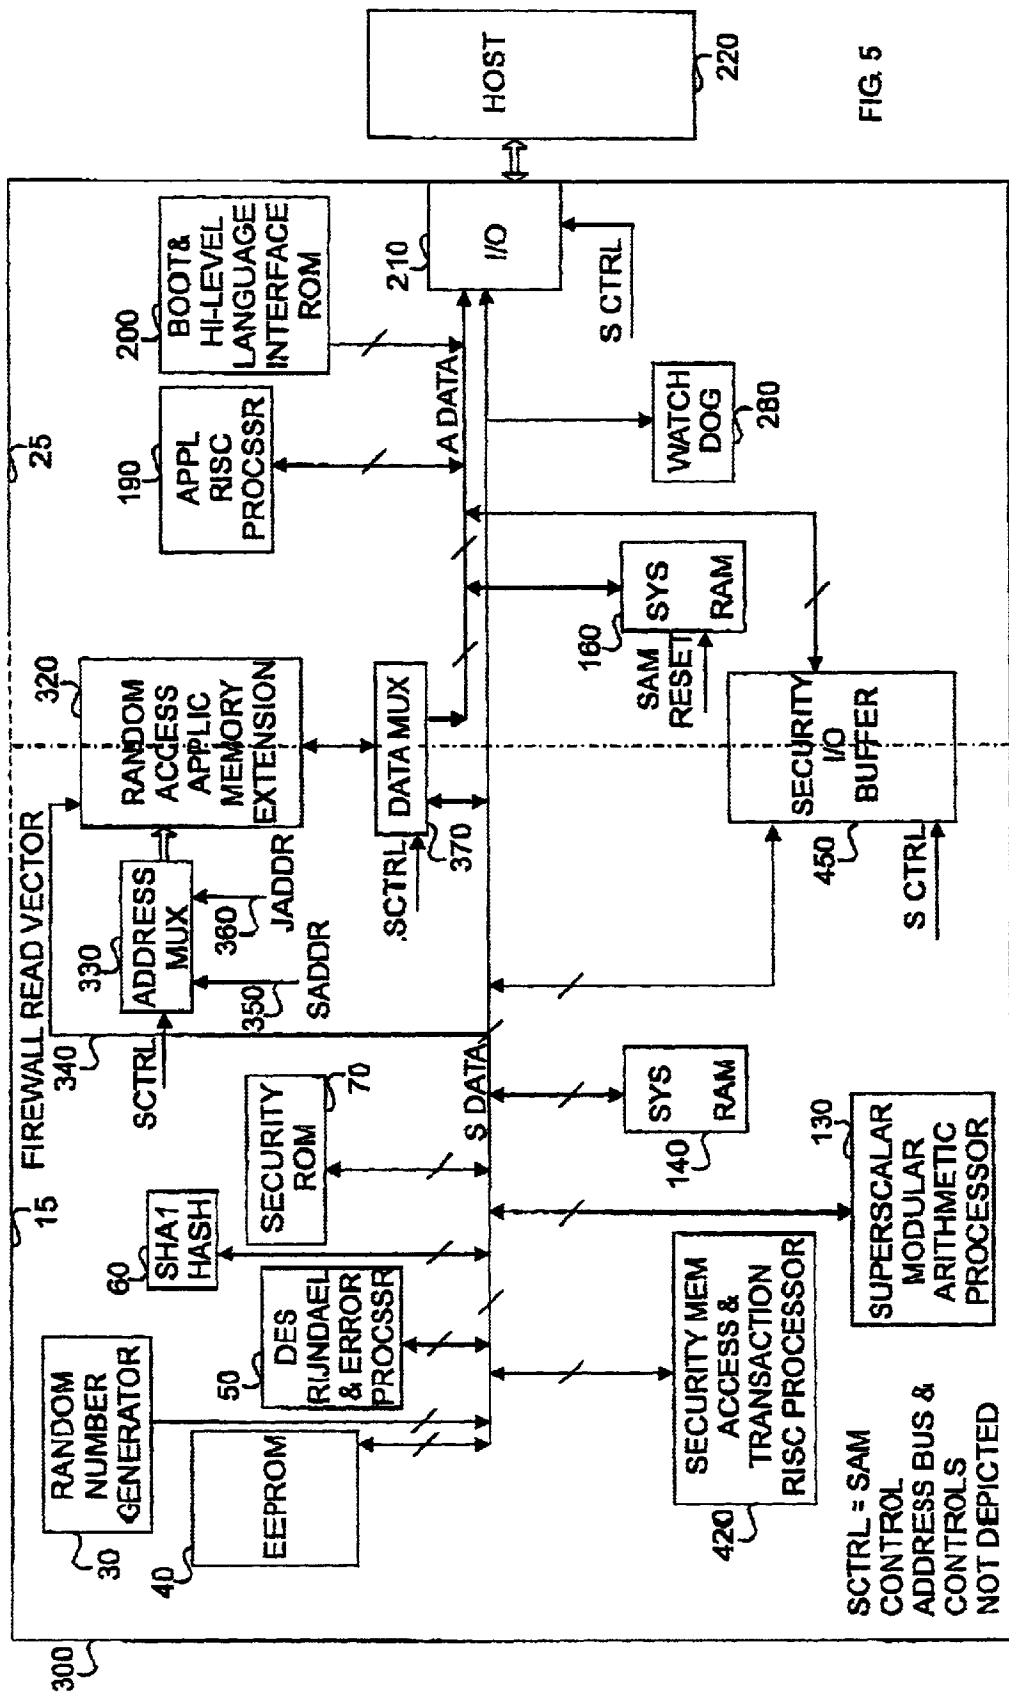 300
15
FIREWALL READ VECTOR
25
30
RANDOM
NUMBER
GENERATOR
40
EEPROM
50
DES
RIJNDAEL
& ERROR
PROCSSR
60
SHA1
HASH
SECURITY
ROM
70
340
SCTRL
330
ADDRESS
MUX
350
SADDR
360
JADDR
320
RANDOM
ACCESS
APPLIC
MEMORY
EXTENSION
.SCTRL
DATA MUX
370
190
APPL
RISC
PROCSSR
200
BOOT&
HI-LEVEL
LANGUAGE
INTERFACE
ROM
S DATA
A DATA
210
I/O
S CTRL
HOST
220
420
SECURITY MEM
ACCESS &
TRANSACTION
RISC PROCESSOR
130
SUPERSCALAR
MODULAR
ARITHMETIC
PROCESSOR
140
SYS
RAM
450
SECURITY
I/O
BUFFER
S CTRL
160
SYS
RAM
SAM
RESET
WATCH
DOG
280
SCTRL = SAM
CONTROL
ADDRESS BUS &
CONTROLS
NOT DEPICTED
FIG. 5